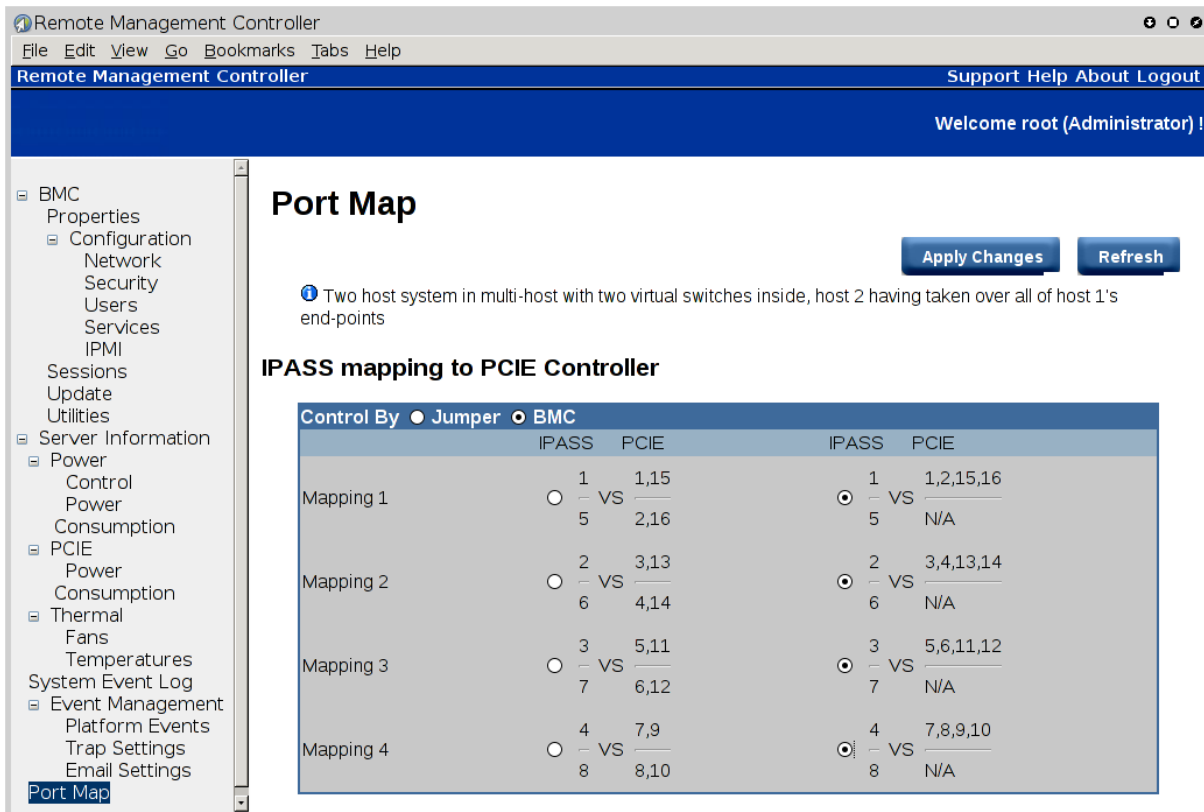 Remote Management Controller
File Edit View Go Bookmarks Tabs Help
Remote Management Controller Support Help About Logout
Welcome root (Administrator) !
BMC
Properties
Configuration
Network
Security
Users
Services
IPMI
Sessions
Update
Utilities
Server Information
Power
Control
Power
Consumption
PCIE
Power
Consumption
Thermal
Fans
Temperatures
System Event Log
Event Management
Platform Events
Trap Settings
Email Settings
Port Map
Port Map
Apply Changes Refresh
Two host system in multi-host with two virtual switches inside, host 2 having taken over all of host 1's
end-points
IPASS mapping to PCIE Controller
Control By Jumper BMC
IPASS PCIE IPASS PCIE
1 1,15 1 1,2,15,16
Mapping 1 VS VS
5 2,16 5 N/A
2 3,13 2 3,4,13,14
Mapping 2 VS VS
6 4,14 6 N/A
3 5,11 3 5,6,11,12
Mapping 3 VS VS
7 6,12 7 N/A
4 7,9 4 7,8,9,10
Mapping 4 VS VS
8 8,10 8 N/A